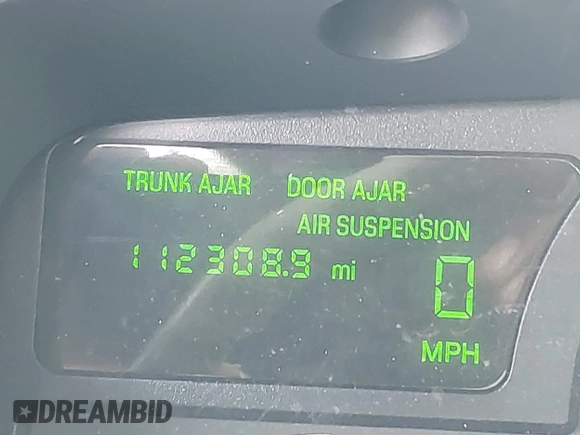 TRUNK AJAR DOOR AJAR
AIR SUSPENSION
112308.9 mi 0
MPH
DREAMBID